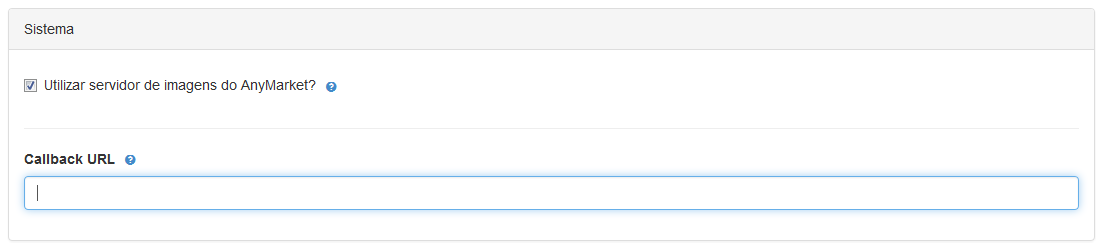 Sistema
Utilizar servidor de imagens do AnyMarket?
Callback URL